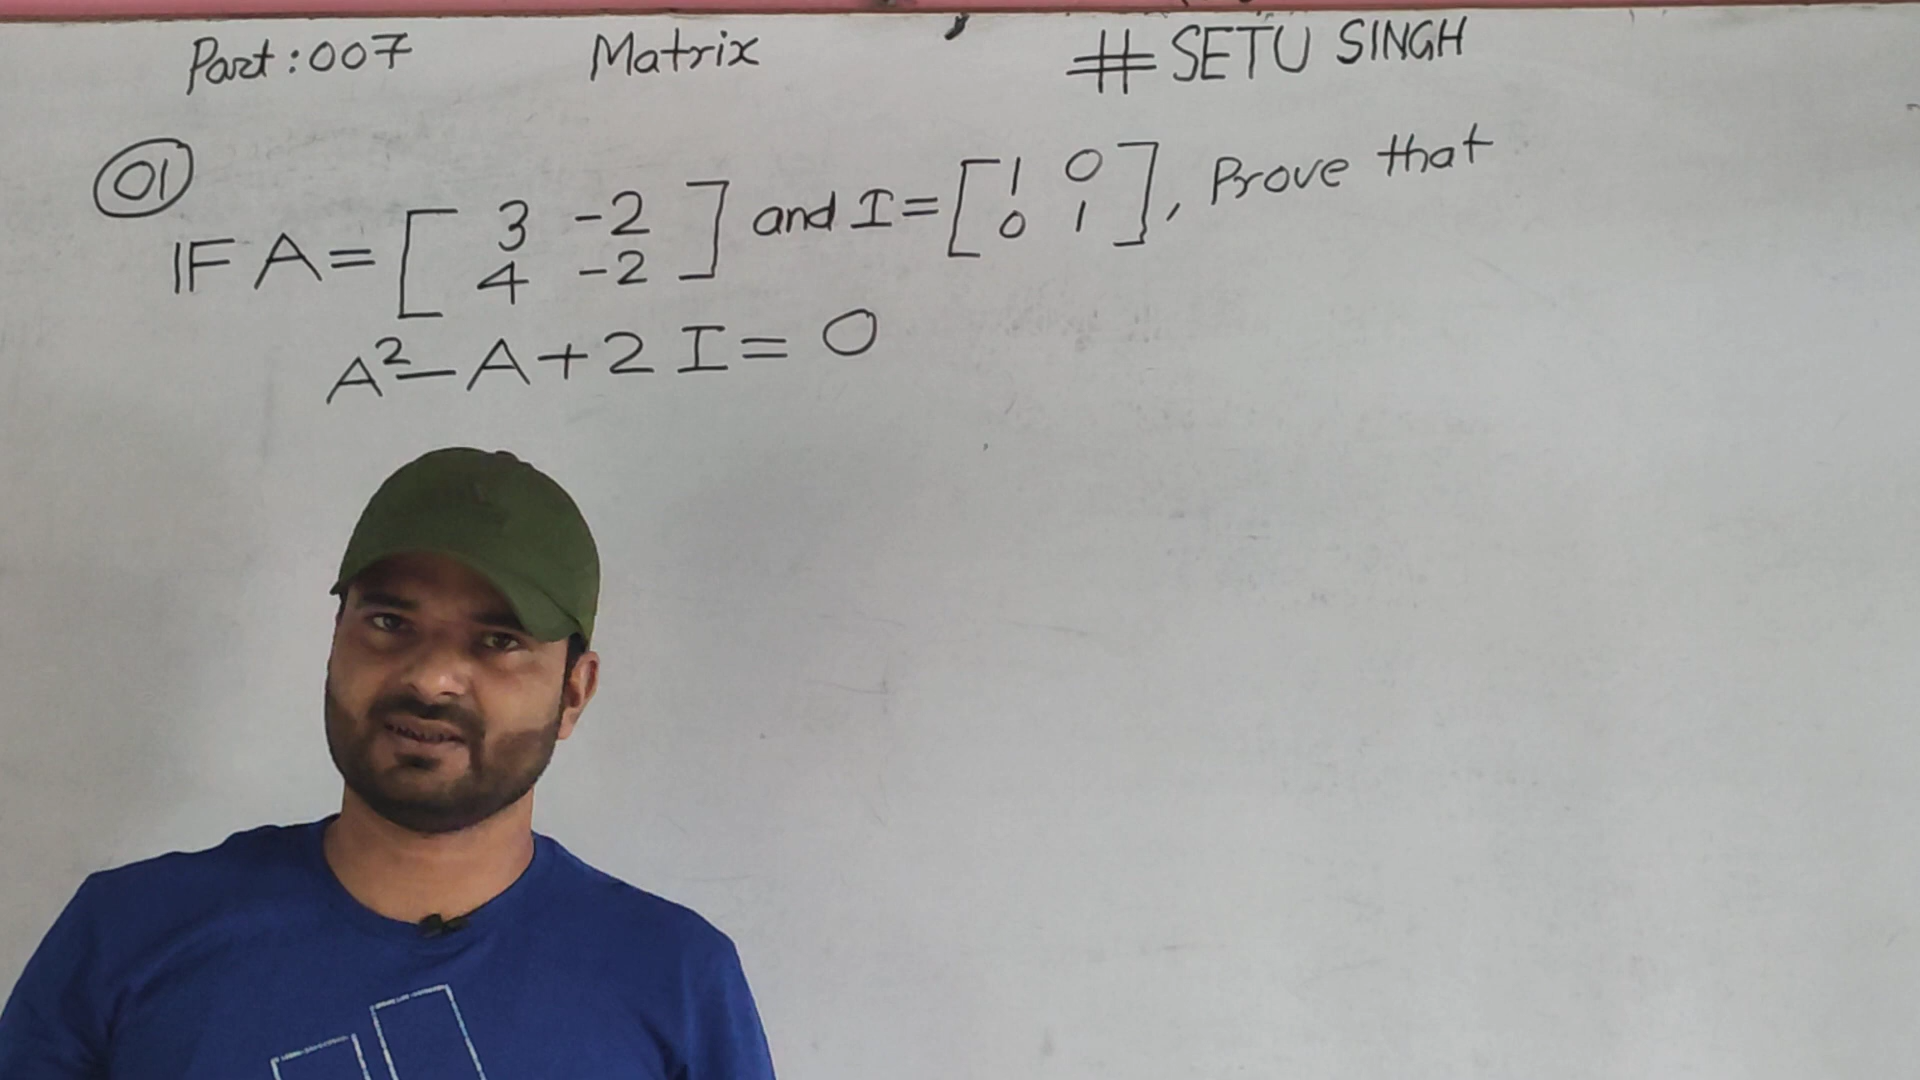 Part:007 Matrix # SETU SINGH
01
IF A = [ 3 -2 ] and I = [ 1 0 ], Prove that
4 -2 0 1
A²- A + 2 I = 0